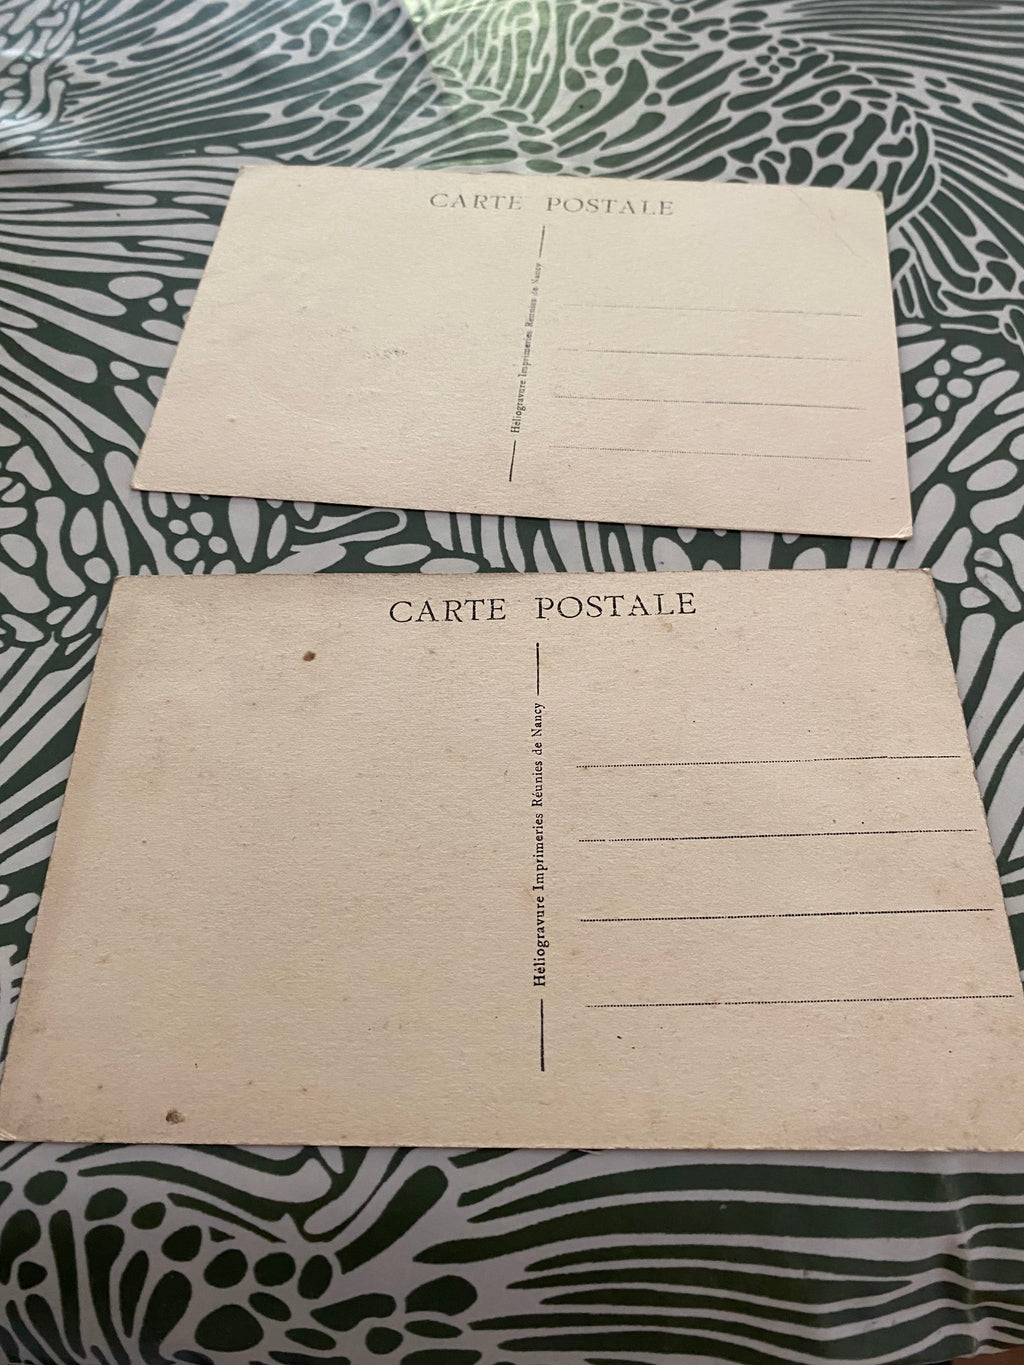 CARTE POSTALE
Héliogravure Imprimeries Réunies de Nancy
CARTE POSTALE
Héliogravure Imprimeries Réunies de Nancy